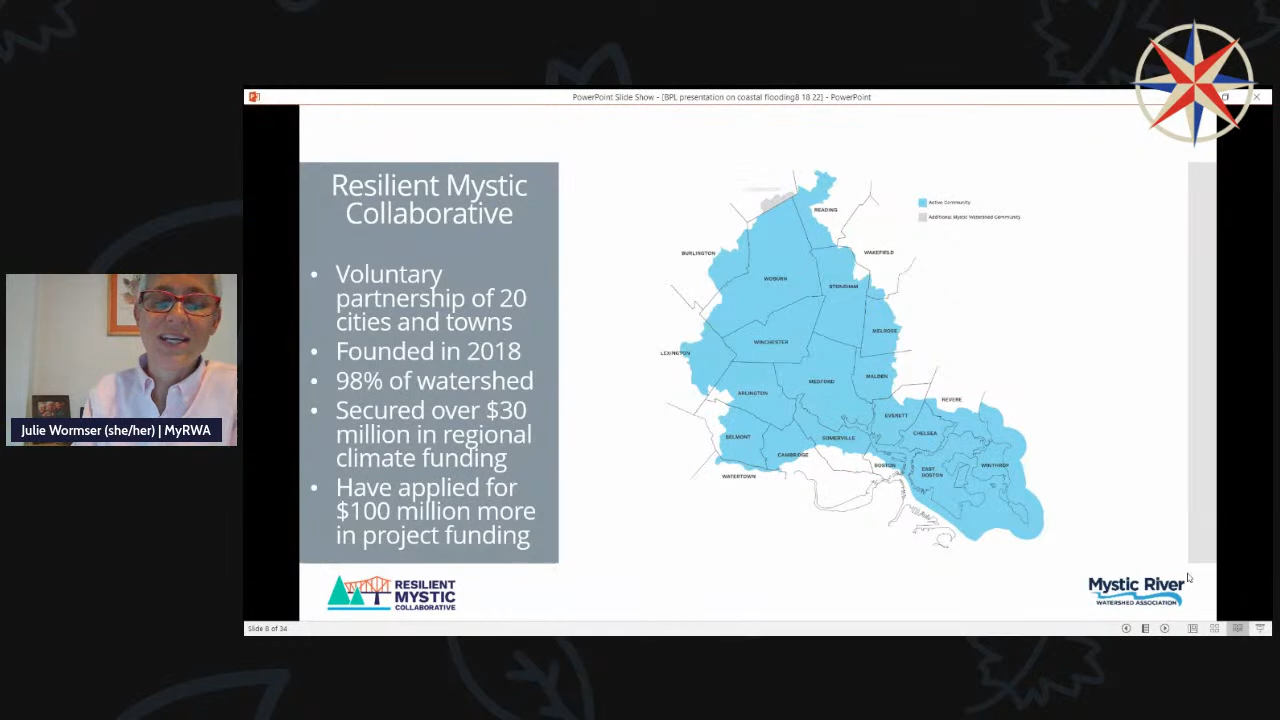 PowerPoint Slide Show - [BPL presentation on coastal flooding8 18 22] - PowerPoint
Resilient Mystic
Collaborative
• Voluntary
partnership of 20
cities and towns
• Founded in 2018
• 98% of watershed
• Secured over $30
million in regional
climate funding
• Have applied for
$100 million more
in project funding
Active Community
Additional Mystic Watershed Community
READING
BURLINGTON
WAKEFIELD
WOBURN
STONEHAM
MELROSE
WINCHESTER
LEXINGTON
MEDFORD
MALDEN
ARLINGTON
REVERE
EVERETT
CHELSEA
BELMONT
SOMERVILLE
CAMBRIDGE
BOSTON
EAST
BOSTON
WINTHROP
WATERTOWN
RESILIENT
MYSTIC
COLLABORATIVE
Mystic River
WATERSHED ASSOCIATION
Slide 8 of 34
Julie Wormser (she/her) | MyRWA